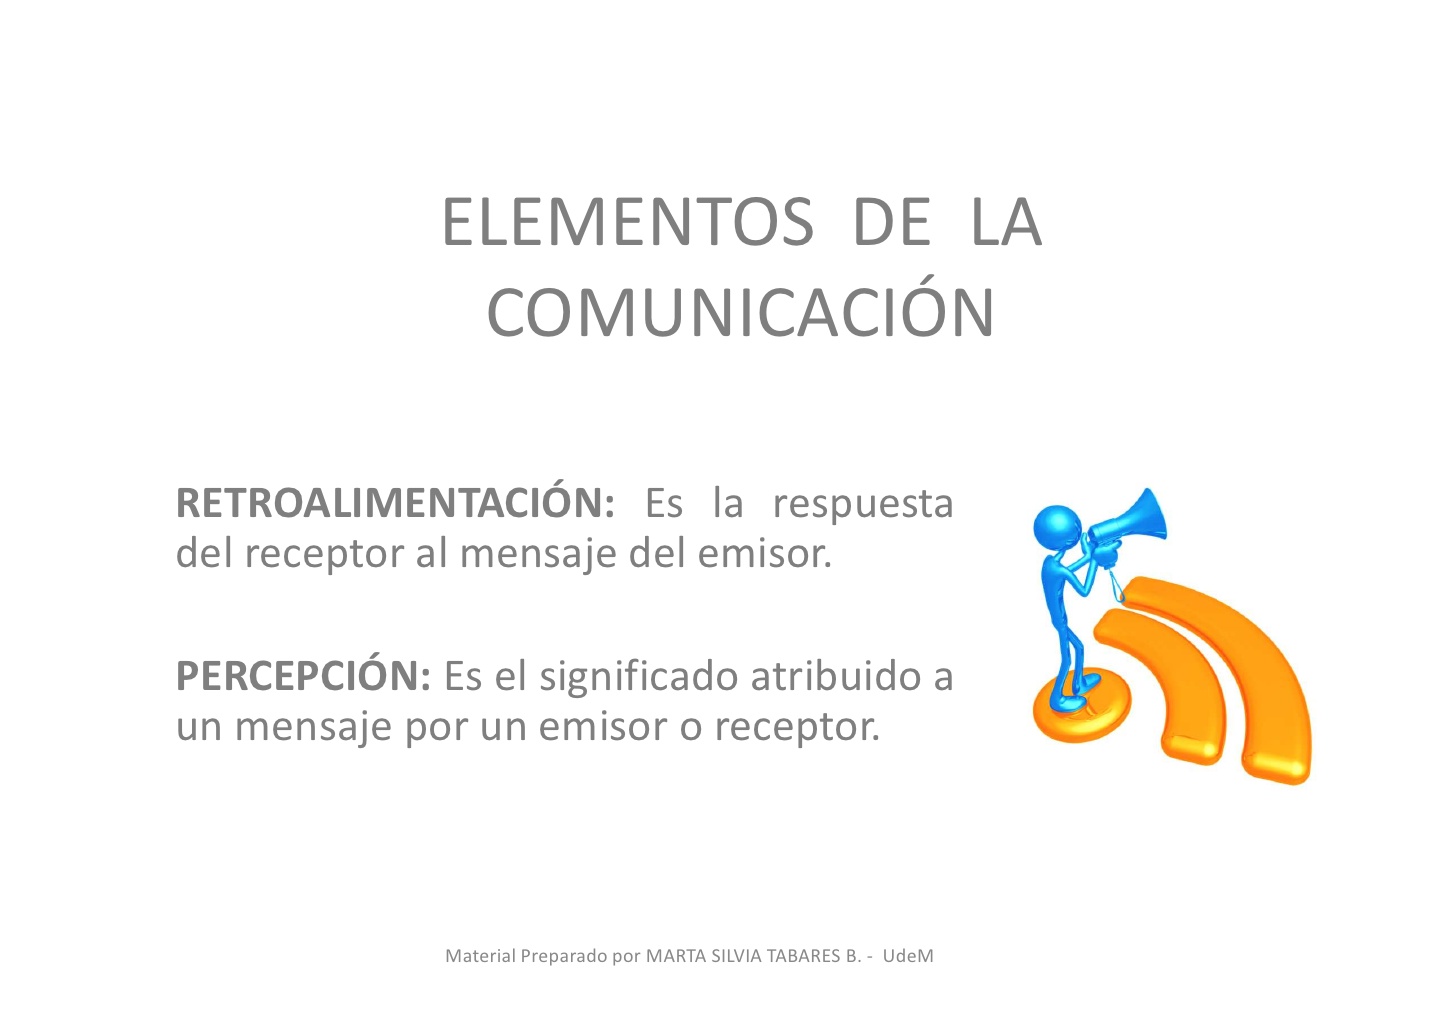 ELEMENTOS DE LA
COMUNICACIÓN
RETROALIMENTACIÓN: Es la respuesta
del receptor al mensaje del emisor.
PERCEPCIÓN: Es el significado atribuido a
un mensaje por un emisor o receptor.
Material Preparado por MARTA SILVIA TABARES B. - UdeM